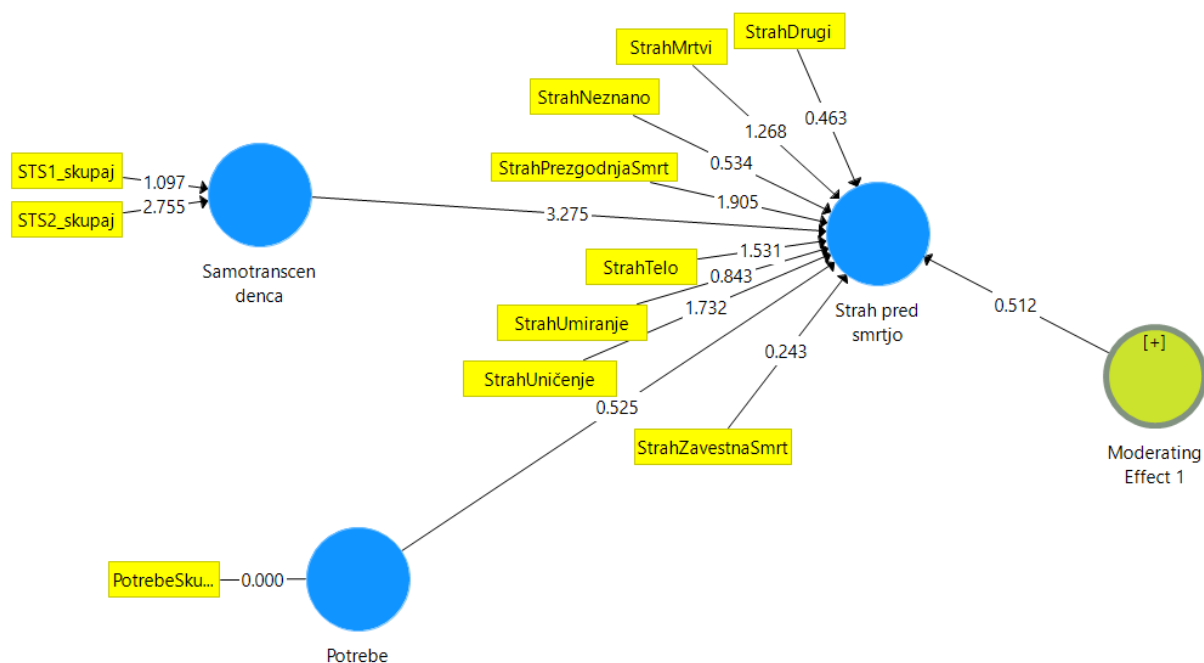 StrahDrugi
StrahMrtvi
StrahNeznano
0.463
1.268
0.534
StrahPrezgodnjaSmrt
STS1_skupaj
1.097
1.905
STS2_skupaj
2.755
3.275
1.531
StrahTelo
0.843
Samotranscen
denca
Strah pred
smrtjo
1.732
0.512
StrahUmiranje
[+]
0.243
StrahUničenje
0.525
StrahZavestnaSmrt
Moderating
Effect 1
PotrebeSku...
0.000
Potrebe